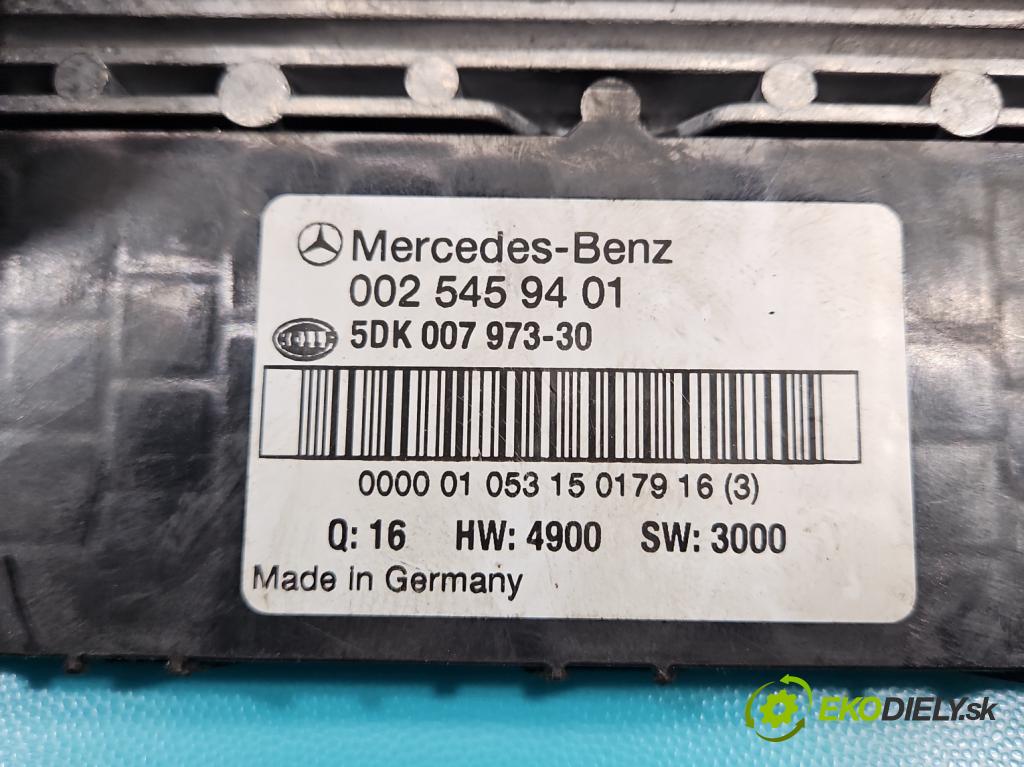 Mercedes-Benz
002 545 94 01
HELLA
5DK 007 973-30
0000 01 053 15 0179 16 (3)
Q: 16 HW: 4900 SW: 3000
Made in Germany
EKODIELY.sk